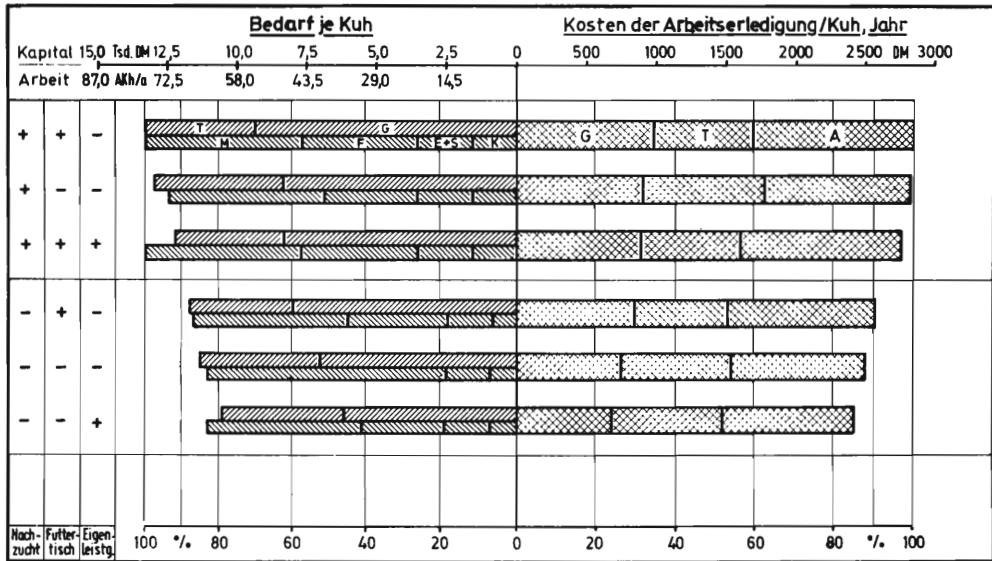 Bedarf je Kuh
Kosten der Arbeitserledigung/Kuh, Jahr
Kapital 15,0 Tsd. DM 12,5 10,0 7,5 5,0 2,5 0 500 1000 1500 2000 2500 DM 3000
Arbeit 87,0 AKh/a 72,5 58,0 43,5 29,0 14,5
+ + − T G G T A
M F E+S K
+ − −
+ + +
− + −
− − −
− − +
Nach- Futter- Eigen- 100 % 80 60 40 20 0 20 40 60 80 % 100
zucht tisch leistg.